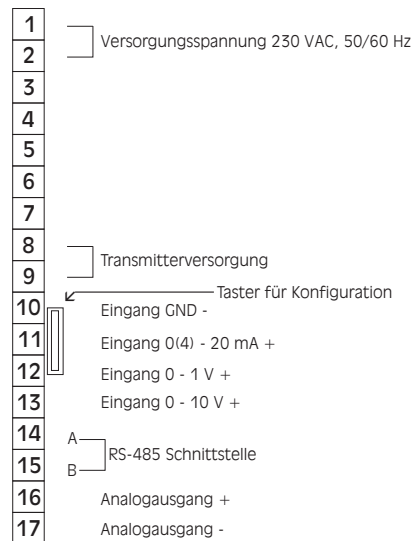 1
Versorgungsspannung 230 VAC, 50/60 Hz
2
3
4
5
6
7
8
Transmitterversorgung
9
Taster für Konfiguration
10 Eingang GND -
11 Eingang 0(4) - 20 mA +
12 Eingang 0 - 1 V +
13 Eingang 0 - 10 V +
14 A
RS-485 Schnittstelle
15 B
16 Analogausgang +
17 Analogausgang -